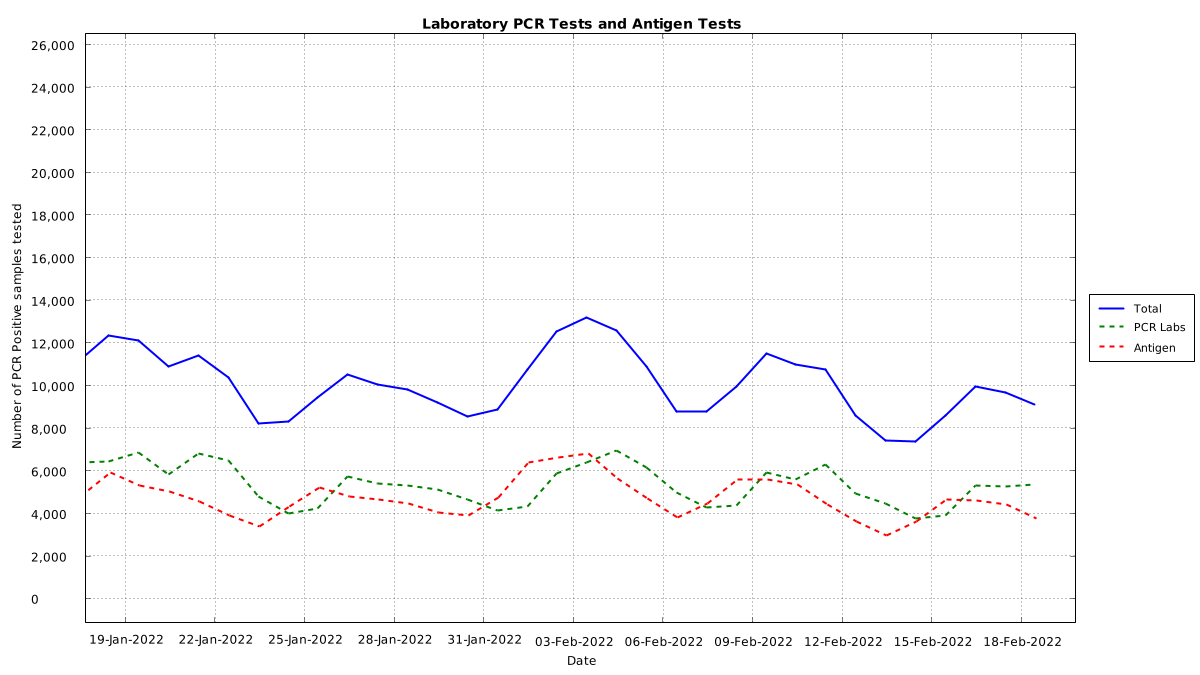 Laboratory PCR Tests and Antigen Tests
26,000
24,000
22,000
20,000
18,000
16,000
14,000
12,000
10,000
8,000
6,000
4,000
2,000
0
Number of PCR Positive samples tested
19-Jan-2022 22-Jan-2022 25-Jan-2022 28-Jan-2022 31-Jan-2022 03-Feb-2022 06-Feb-2022 09-Feb-2022 12-Feb-2022 15-Feb-2022 18-Feb-2022
Date
Total
PCR Labs
Antigen